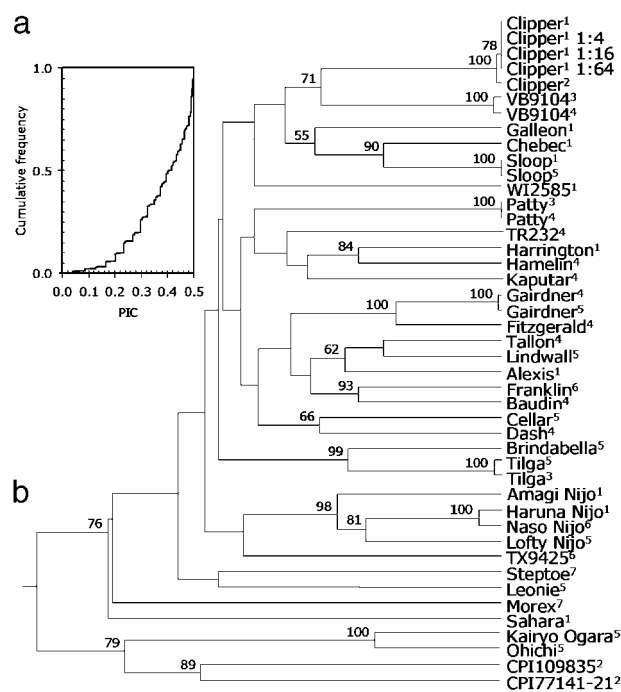 a
Clipper¹
Clipper¹ 1:4
78
Clipper¹ 1:16
100
Clipper¹ 1:64
Clipper²
71
100
VB9104³
VB9104⁴
55
Galleon¹
90
Chebec¹
100
Sloop¹
Sloop⁵
WI2585¹
100
Patty³
Patty⁴
TR232⁴
84
Harrington¹
Hamelin⁴
Kaputar⁴
100
Gairdner⁴
Gairdner⁵
100
Fitzgerald⁴
Tallon⁴
62
Lindwall⁵
Alexis¹
93
Franklin⁶
Baudin⁴
66
Cellar⁵
Dash⁴
99
Brindabella⁵
100
Tilga⁵
Tilga³
Cumulative frequency
1.0
0.5
0.0
0.0 0.1 0.2 0.3 0.4 0.5
PIC
b
98
Amagi Nijo¹
100
Haruna Nijo¹
81
Naso Nijo⁶
Lofty Nijo⁵
76
TX9425⁶
Steptoe⁷
Leonie⁵
Morex⁷
Sahara¹
79
100
Kairyo Ogara⁵
Ohichi⁵
89
CPI109835²
CPI77141-21²